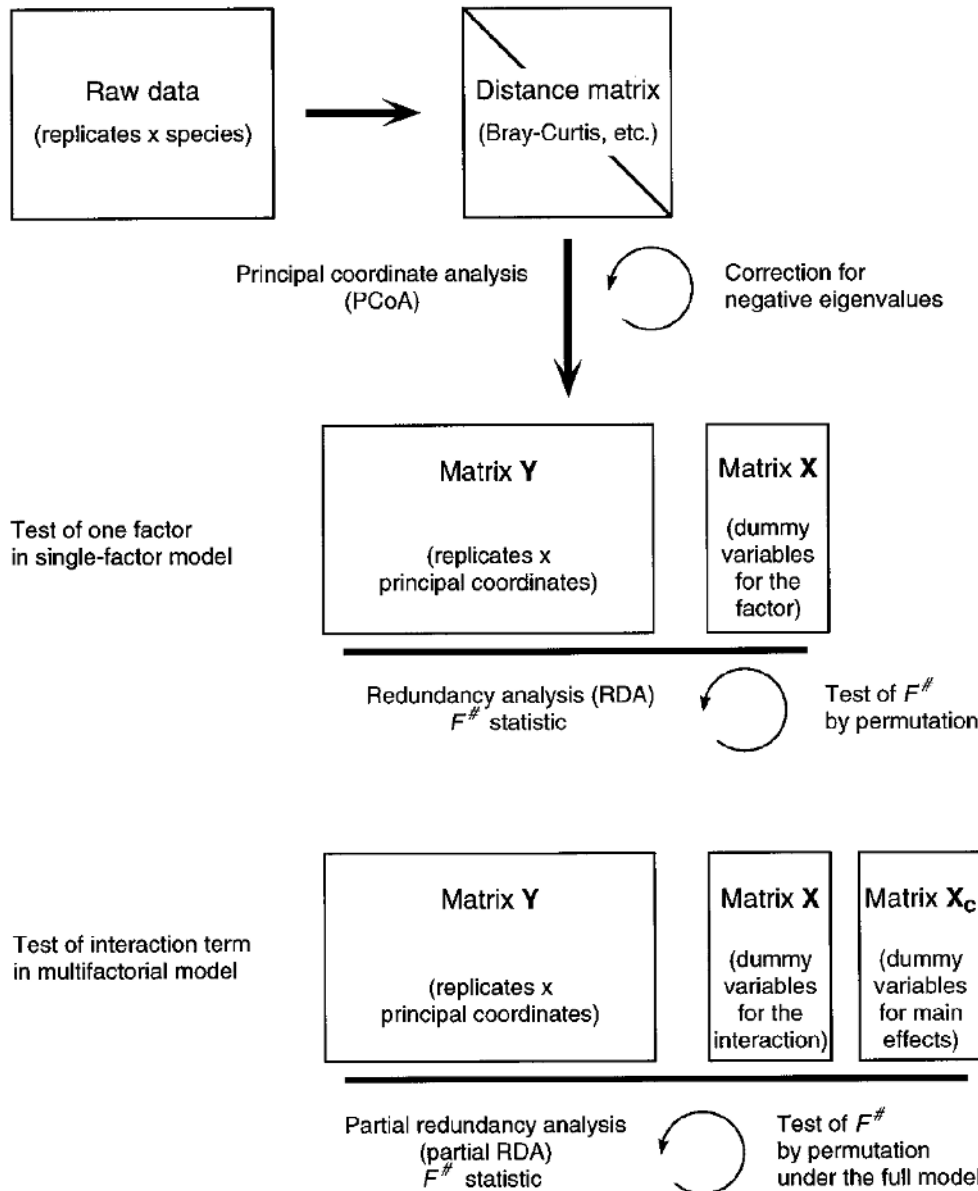 Raw data
(replicates x species)
Distance matrix
(Bray-Curtis, etc.)
Principal coordinate analysis
(PCoA)
Correction for
negative eigenvalues
Test of one factor
in single-factor model
Matrix Y
(replicates x
principal coordinates)
Matrix X
(dummy
variables
for the
factor)
Redundancy analysis (RDA)
F# statistic
Test of F#
by permutation
Test of interaction term
in multifactorial model
Matrix Y
(replicates x
principal coordinates)
Matrix X
(dummy
variables
for the
interaction)
Matrix Xc
(dummy
variables
for main
effects)
Partial redundancy analysis
(partial RDA)
F# statistic
Test of F#
by permutation
under the full model